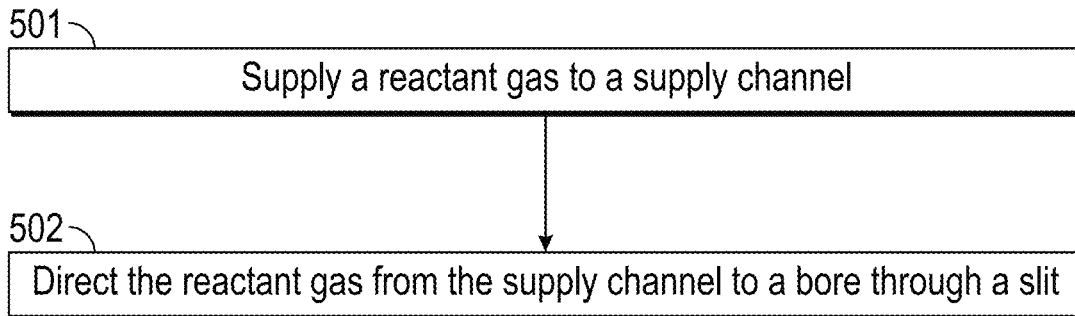 501
Supply a reactant gas to a supply channel
502
Direct the reactant gas from the supply channel to a bore through a slit